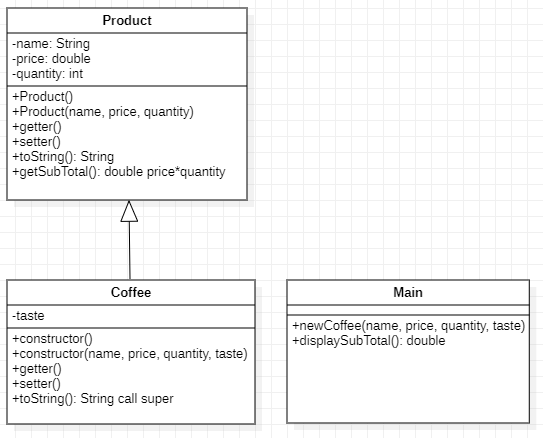 Product
-name: String
-price: double
-quantity: int
+Product()
+Product(name, price, quantity)
+getter()
+setter()
+toString(): String
+getSubTotal(): double price*quantity
Coffee
-taste
+constructor()
+constructor(name, price, quantity, taste)
+getter()
+setter()
+toString(): String call super
Main
+newCoffee(name, price, quantity, taste)
+displaySubTotal(): double